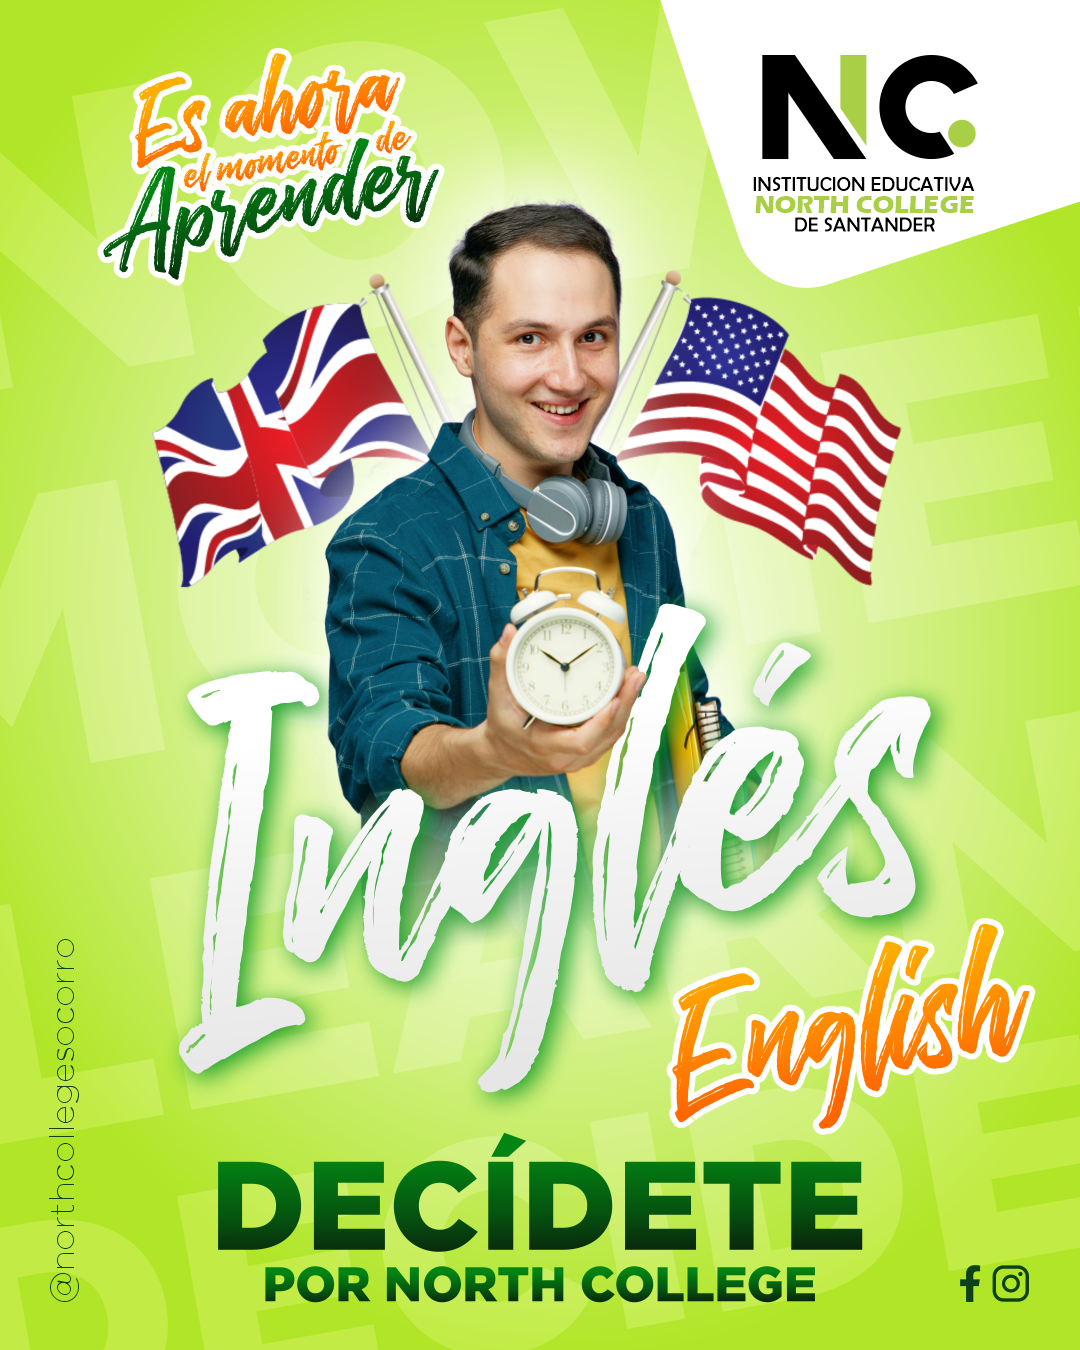 Es ahora
el momento de
Aprender
NC
INSTITUCION EDUCATIVA
NORTH COLLEGE
DE SANTANDER
Inglés
English
@northcollegesocorro
DECÍDETE
POR NORTH COLLEGE